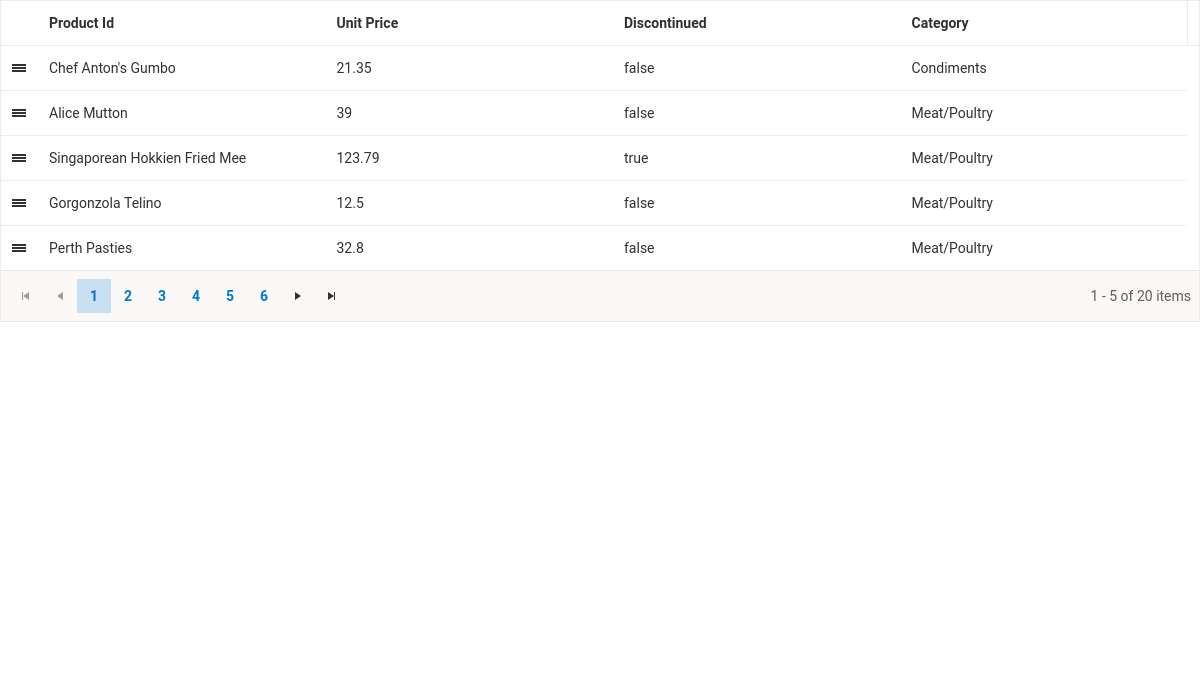 Product Id Unit Price Discontinued Category
Chef Anton's Gumbo 21.35 false Condiments
Alice Mutton 39 false Meat/Poultry
Singaporean Hokkien Fried Mee 123.79 true Meat/Poultry
Gorgonzola Telino 12.5 false Meat/Poultry
Perth Pasties 32.8 false Meat/Poultry
1 2 3 4 5 6 1 - 5 of 20 items